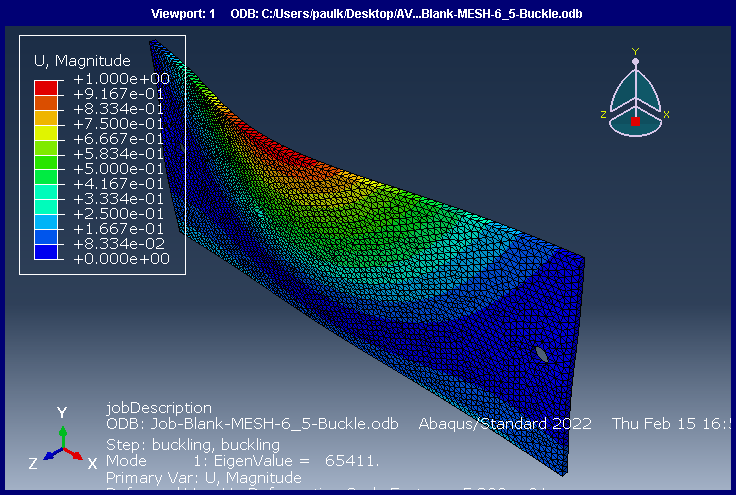 Viewport: 1 ODB: C:/Users/paulk/Desktop/AV...Blank-MESH-6_5-Buckle.odb
U, Magnitude
+1.000e+00
+9.167e-01
+8.334e-01
+7.500e-01
+6.667e-01
+5.834e-01
+5.000e-01
+4.167e-01
+3.334e-01
+2.500e-01
+1.667e-01
+8.334e-02
+0.000e+00
Y
Z X
Y
Z X
jobDescription
ODB: Job-Blank-MESH-6_5-Buckle.odb Abaqus/Standard 2022 Thu Feb 15 16:
Step: buckling, buckling
Mode 1: EigenValue = 65411.
Primary Var: U, Magnitude